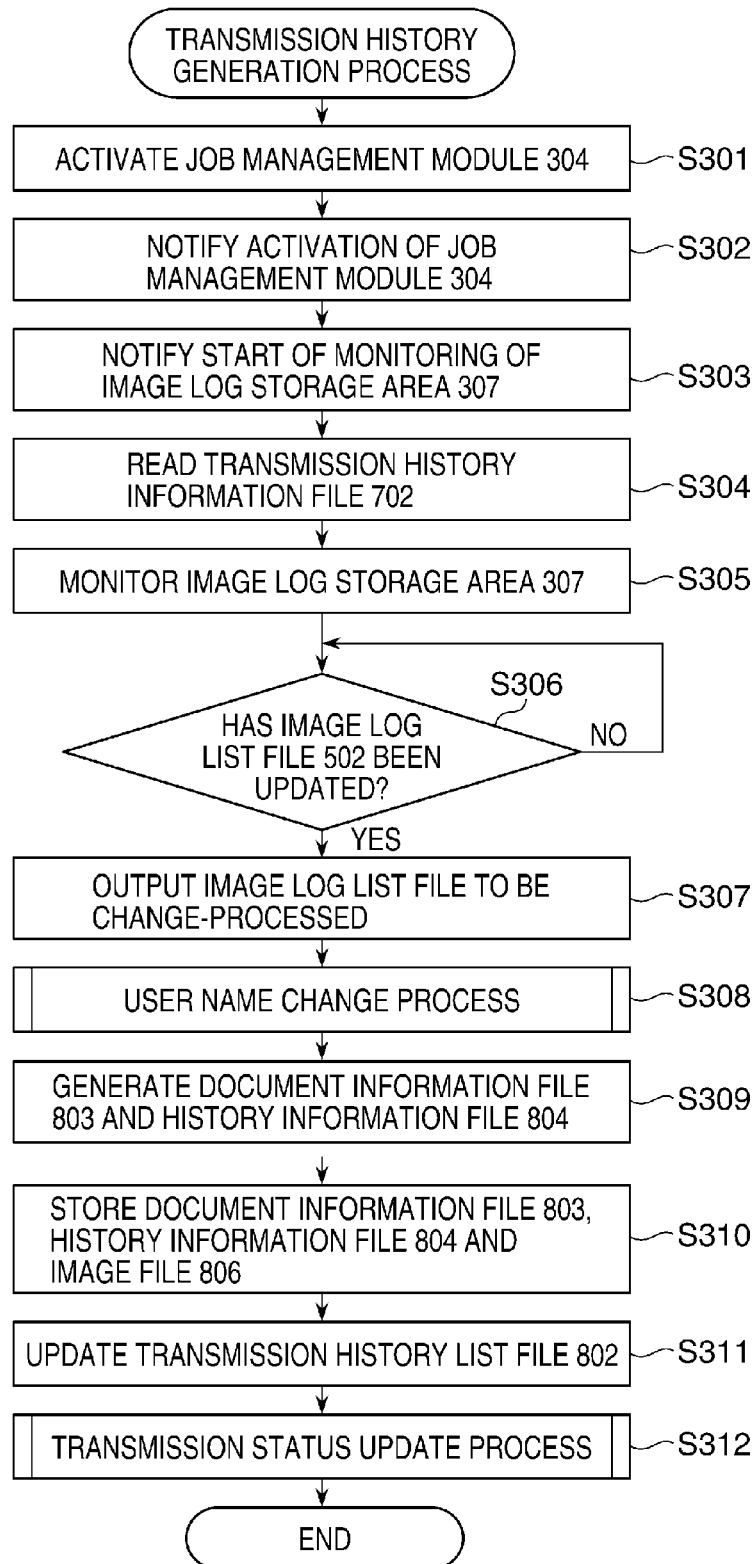 TRANSMISSION HISTORY
GENERATION PROCESS
ACTIVATE JOB MANAGEMENT MODULE 304
S301
NOTIFY ACTIVATION OF JOB
MANAGEMENT MODULE 304
S302
NOTIFY START OF MONITORING OF
IMAGE LOG STORAGE AREA 307
S303
READ TRANSMISSION HISTORY
INFORMATION FILE 702
S304
MONITOR IMAGE LOG STORAGE AREA 307
S305
S306
HAS IMAGE LOG
LIST FILE 502 BEEN
UPDATED?
NO
YES
OUTPUT IMAGE LOG LIST FILE TO BE
CHANGE-PROCESSED
S307
USER NAME CHANGE PROCESS
S308
GENERATE DOCUMENT INFORMATION FILE
803 AND HISTORY INFORMATION FILE 804
S309
STORE DOCUMENT INFORMATION FILE 803,
HISTORY INFORMATION FILE 804 AND
IMAGE FILE 806
S310
UPDATE TRANSMISSION HISTORY LIST FILE 802
S311
TRANSMISSION STATUS UPDATE PROCESS
S312
END